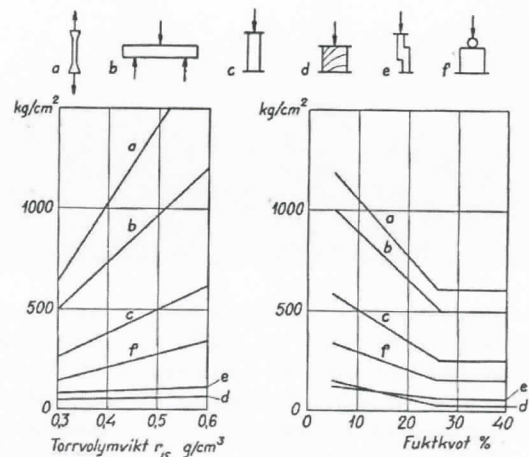 a b c d e f
kg/cm² kg/cm²
a
a
1000 1000
b b
500 500
c c
f f
e e
d d
0 0
0,3 0,4 0,5 0,6 0 10 20 30 40
Torrvolymvikt r₁₅ g/cm³ Fuktkvot %